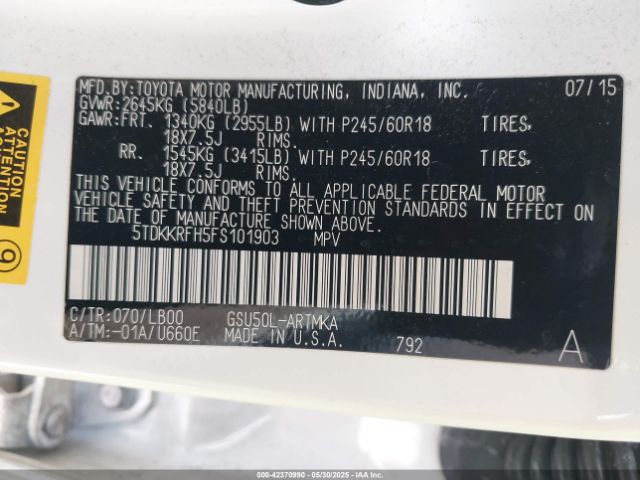 MFD.BY:TOYOTA MOTOR MANUFACTURING, INDIANA, INC. 07/15
GVWR:2645KG (5840LB)
GAWR:FRT. 1340KG (2955LB) WITH P245/60R18 TIRES,
18X7.5J RIMS.
RR. 1545KG (3415LB) WITH P245/60R18 TIRES,
18X7.5J RIMS.
THIS VEHICLE CONFORMS TO ALL APPLICABLE FEDERAL MOTOR
VEHICLE SAFETY AND THEFT PREVENTION STANDARDS IN EFFECT
ON THE DATE OF MANUFACTURE SHOWN ABOVE.
5TDKKRFH5FS101903 MPV
C/TR:070/LB00 GSU50L-ARTMKA
A/TM:-01A/U660E MADE IN U.S.A. 792 A
CAUTION
ATTENTION
9
000-42370990 - 05/30/2025 - IAA Inc.